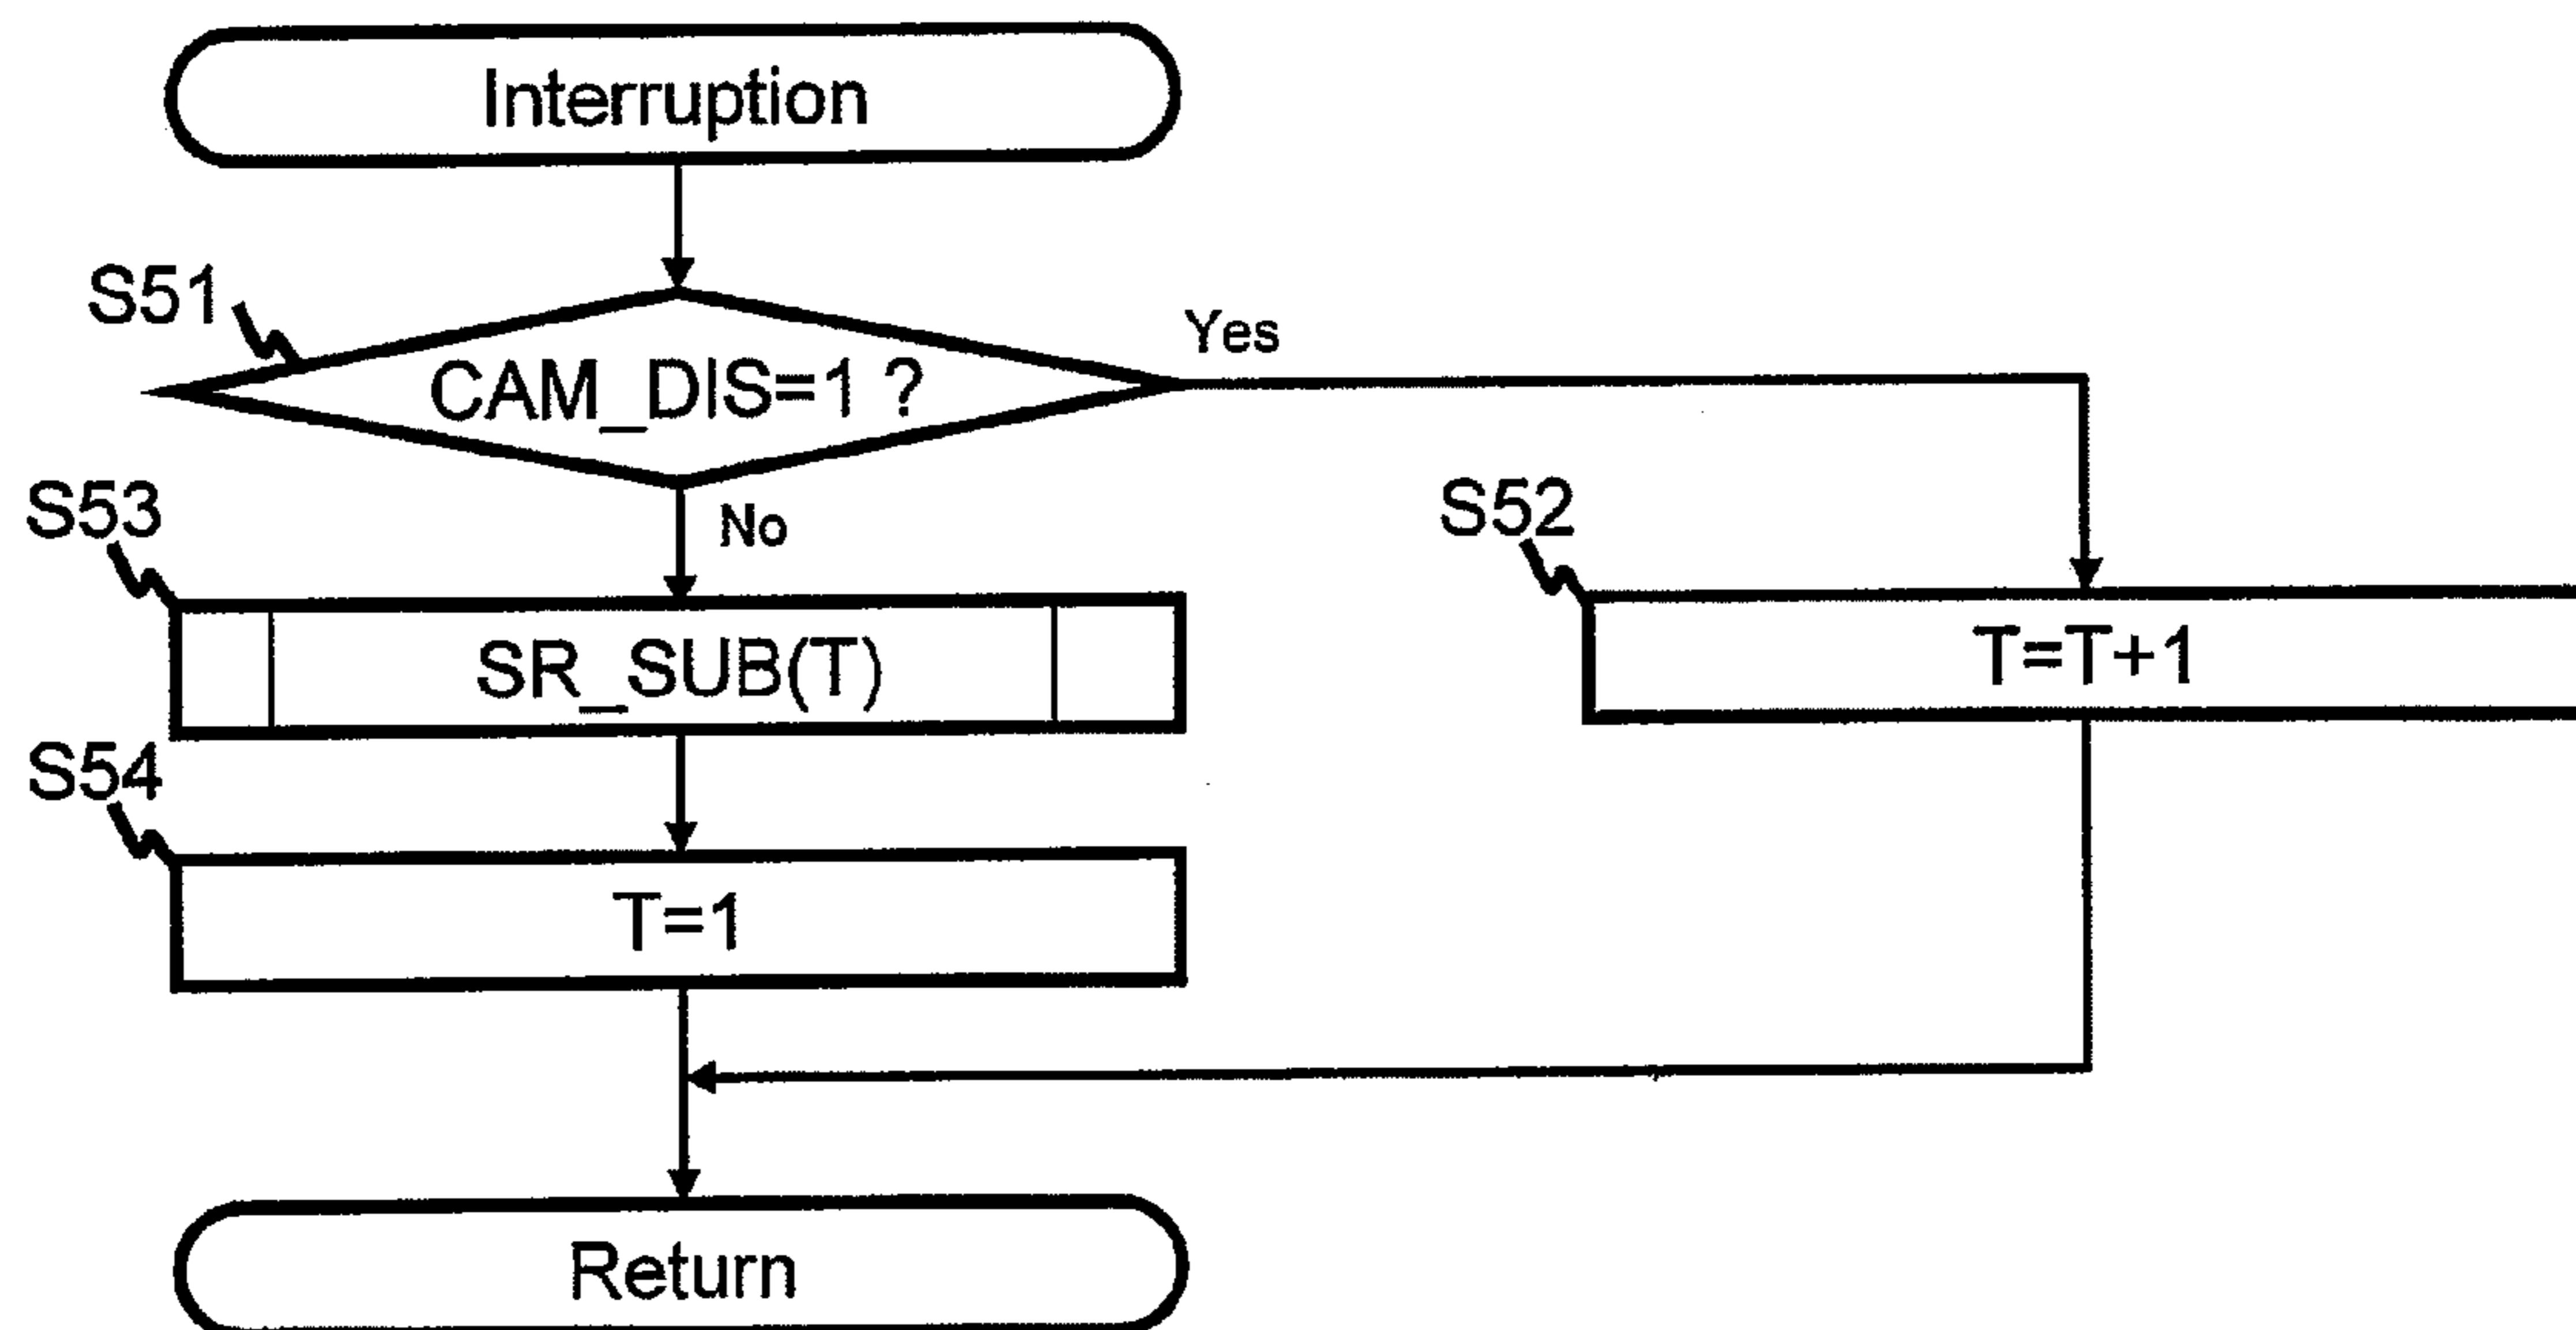 Interruption
S51
CAM_DIS=1 ?
Yes
No
S53
SR_SUB(T)
S52
T=T+1
S54
T=1
Return